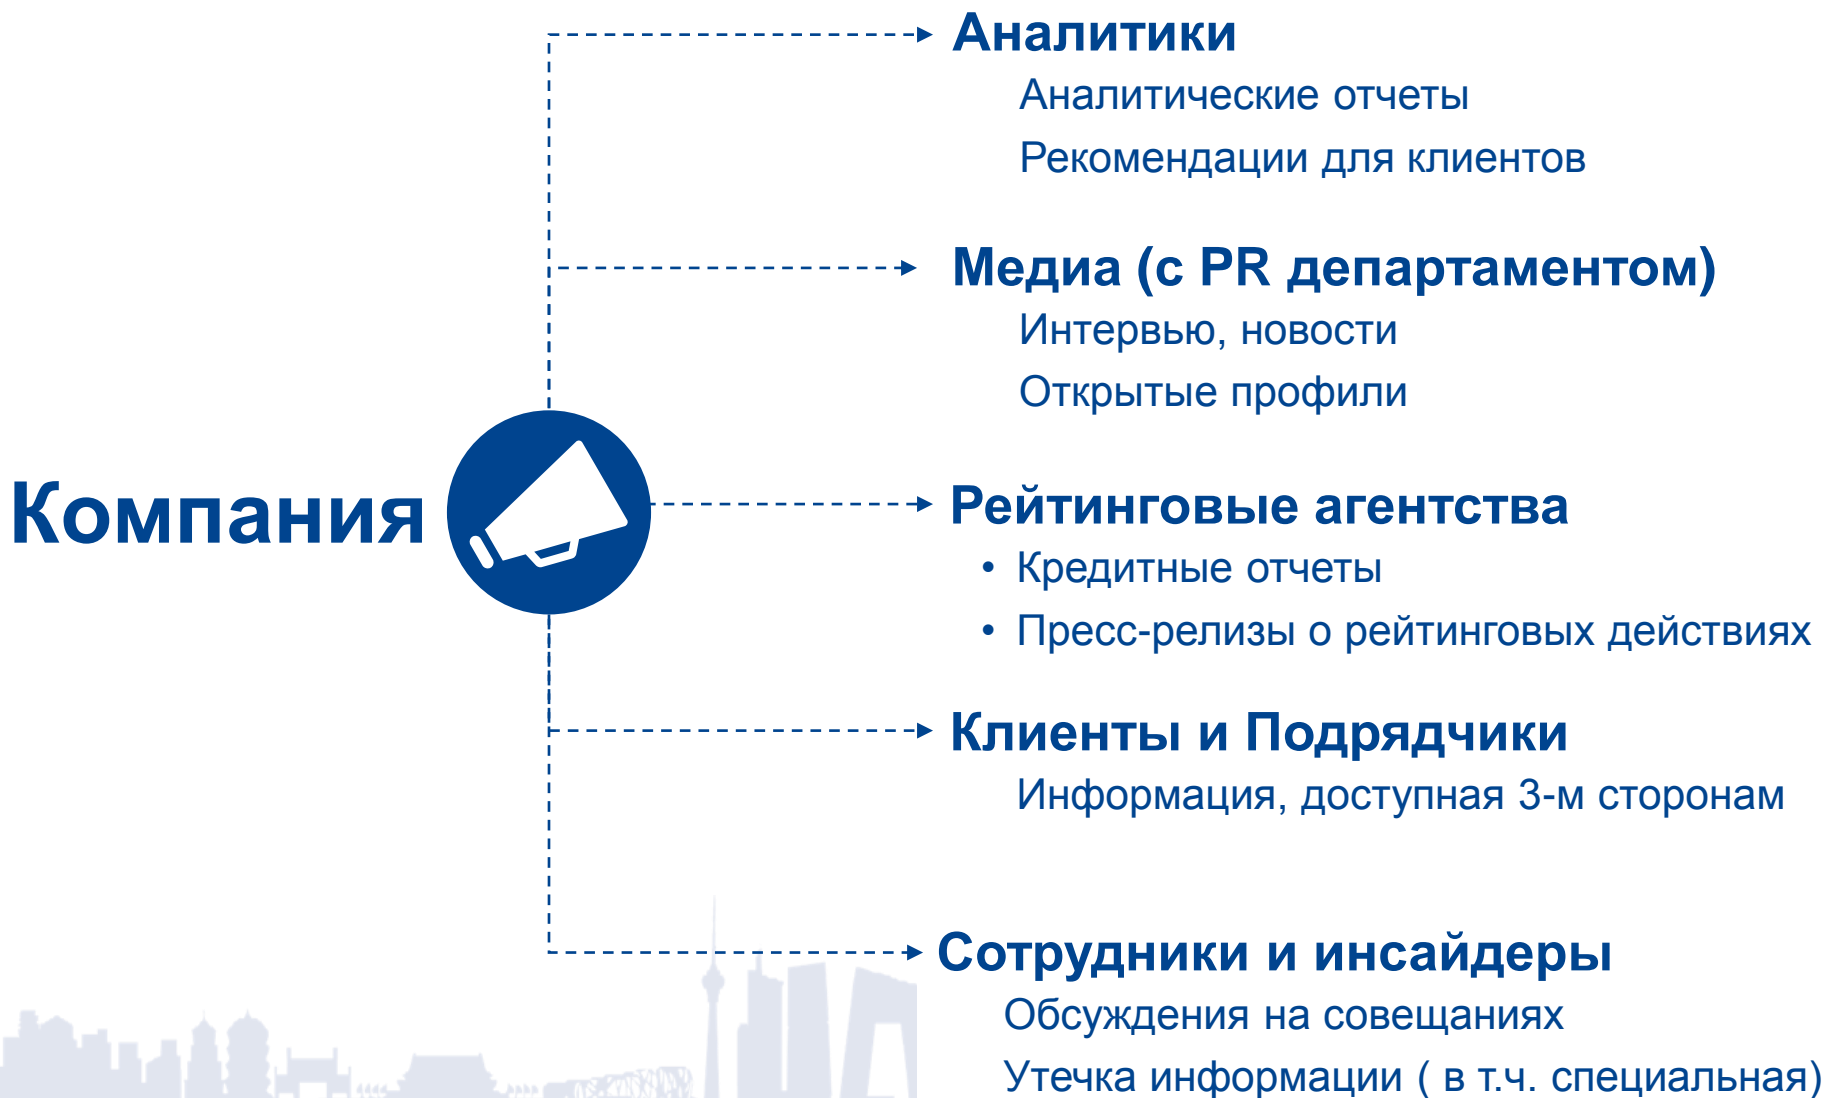 Аналитики
Аналитические отчеты
Рекомендации для клиентов
Медиа (с PR департаментом)
Интервью, новости
Открытые профили
Компания
Рейтинговые агентства
• Кредитные отчеты
• Пресс-релизы о рейтинговых действиях
Клиенты и Подрядчики
Информация, доступная 3-м сторонам
Сотрудники и инсайдеры
Обсуждения на совещаниях
Утечка информации ( в т.ч. специальная)